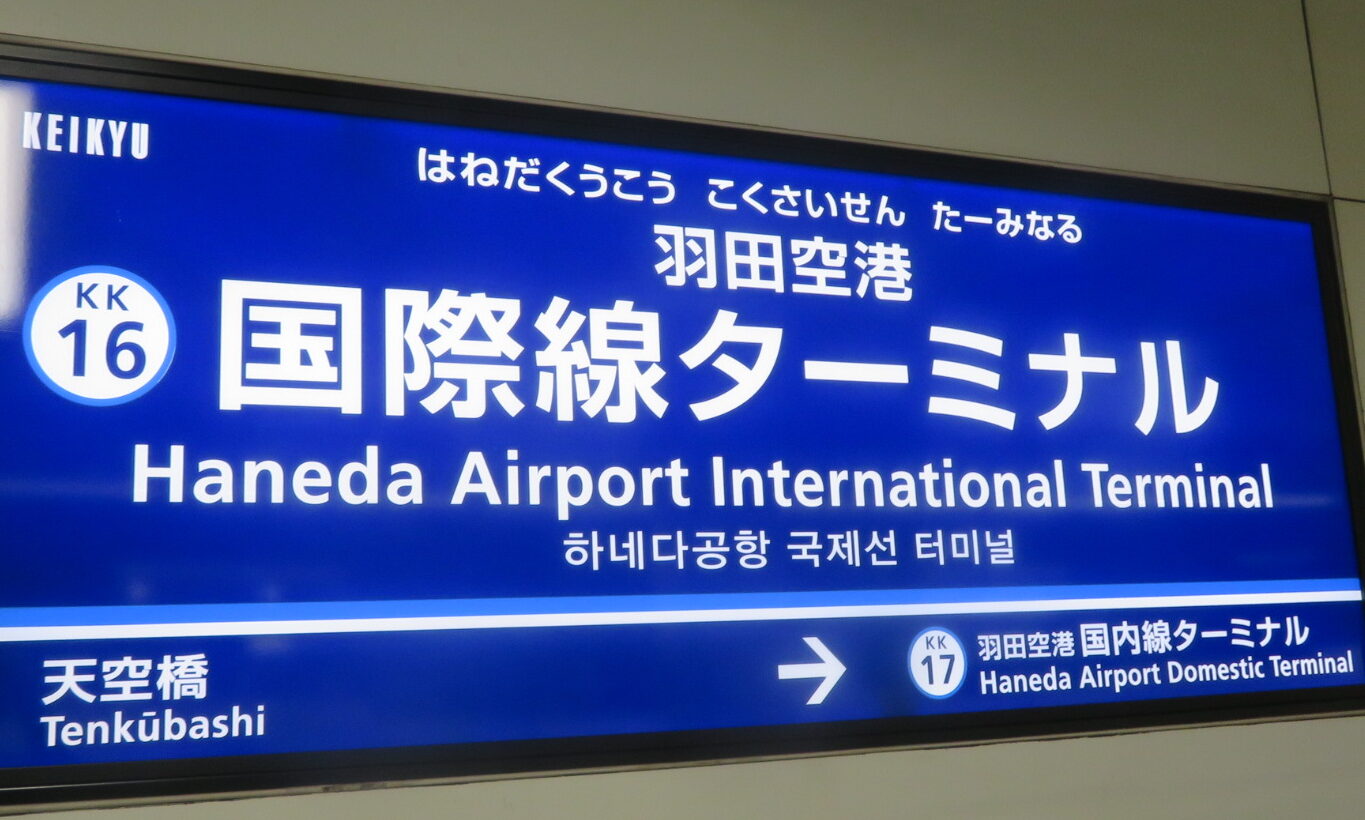 KEIKYU
はねだくうこう こくさいせん たーみなる
羽田空港
KK
16
国際線ターミナル
Haneda Airport International Terminal
하네다공항 국제선 터미널
天空橋
Tenkūbashi
→
KK
17
羽田空港 国内線ターミナル
Haneda Airport Domestic Terminal